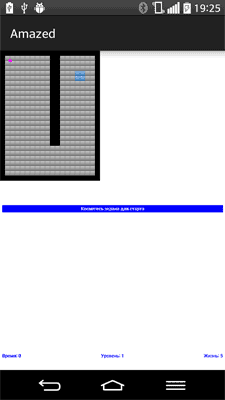 19:25
Amazed
Коснитесь экрана для старта
Время: 0 Уровень: 1 Жизнь: 5